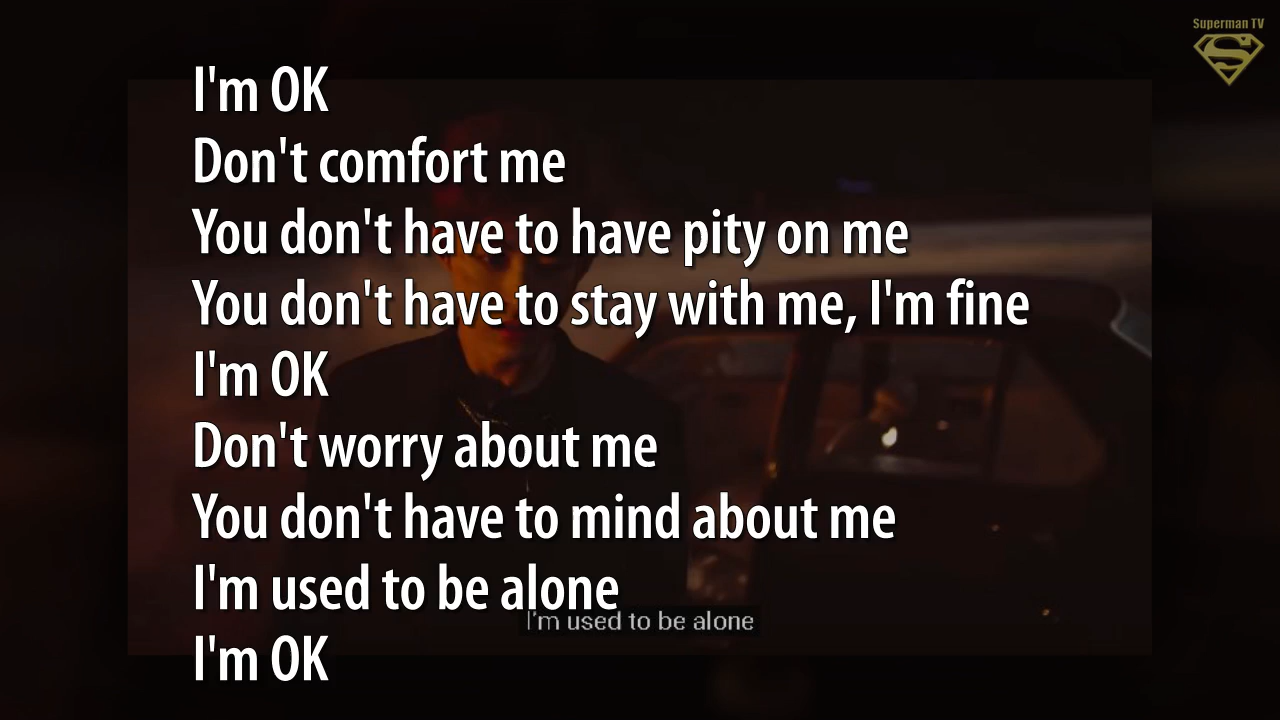 Superman TV
I'm OK
Don't comfort me
You don't have to have pity on me
You don't have to stay with me, I'm fine
I'm OK
Don't worry about me
You don't have to mind about me
I'm used to be alone
I'm used to be alone
I'm OK